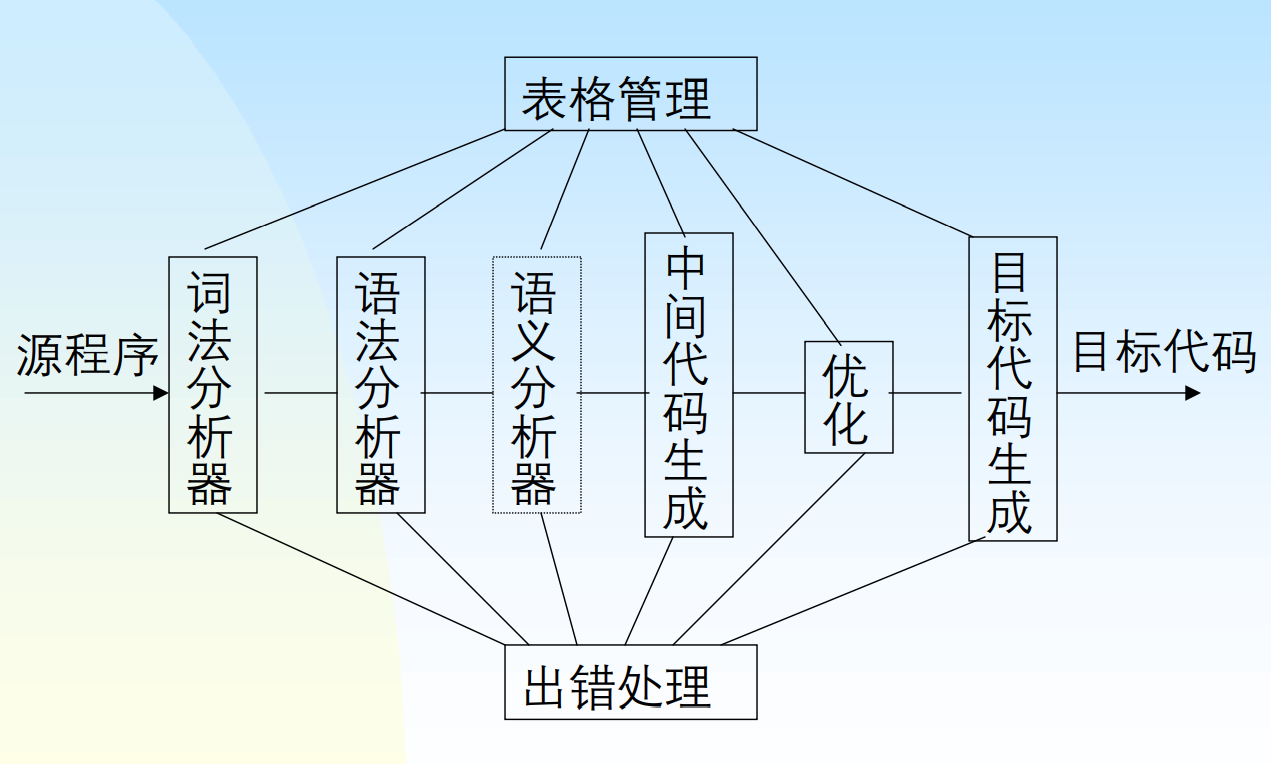 表格管理
源程序
词法分析器
语法分析器
语义分析器
中间代码生成
优化
目标代码生成
目标代码
出错处理